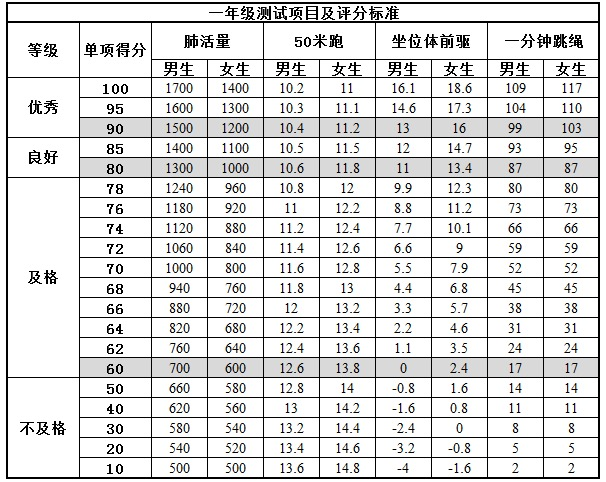 一年级测试项目及评分标准
等级 单项得分 肺活量 50米跑 坐位体前驱 一分钟跳绳
男生 女生 男生 女生 男生 女生 男生 女生
优秀 100 1700 1400 10.2 11 16.1 18.6 109 117
95 1600 1300 10.3 11.1 14.6 17.3 104 110
90 1500 1200 10.4 11.2 13 16 99 103
良好 85 1400 1100 10.5 11.5 12 14.7 93 95
80 1300 1000 10.6 11.8 11 13.4 87 87
及格 78 1240 960 10.8 12 9.9 12.3 80 80
76 1180 920 11 12.2 8.8 11.2 73 73
74 1120 880 11.2 12.4 7.7 10.1 66 66
72 1060 840 11.4 12.6 6.6 9 59 59
70 1000 800 11.6 12.8 5.5 7.9 52 52
68 940 760 11.8 13 4.4 6.8 45 45
66 880 720 12 13.2 3.3 5.7 38 38
64 820 680 12.2 13.4 2.2 4.6 31 31
62 760 640 12.4 13.6 1.1 3.5 24 24
60 700 600 12.6 13.8 0 2.4 17 17
不及格 50 660 580 12.8 14 -0.8 1.6 14 14
40 620 560 13 14.2 -1.6 0.8 11 11
30 580 540 13.2 14.4 -2.4 0 8 8
20 540 520 13.4 14.6 -3.2 -0.8 5 5
10 500 500 13.6 14.8 -4 -1.6 2 2